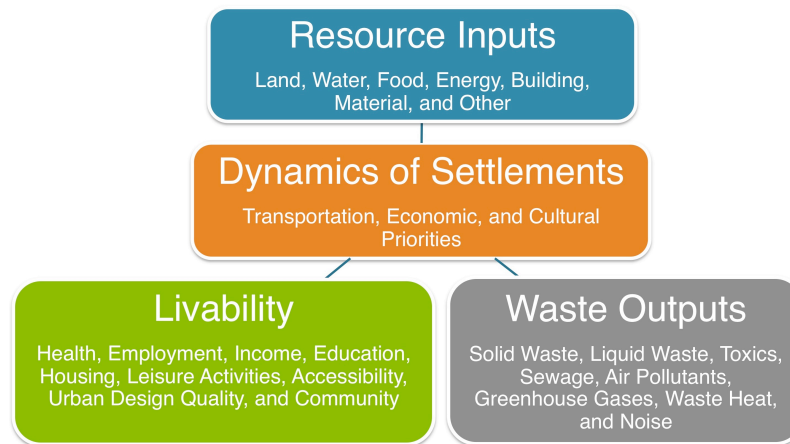 Resource Inputs
Land, Water, Food, Energy, Building,
Material, and Other
Dynamics of Settlements
Transportation, Economic, and Cultural
Priorities
Livability
Health, Employment, Income, Education,
Housing, Leisure Activities, Accessibility,
Urban Design Quality, and Community
Waste Outputs
Solid Waste, Liquid Waste, Toxics,
Sewage, Air Pollutants,
Greenhouse Gases, Waste Heat,
and Noise